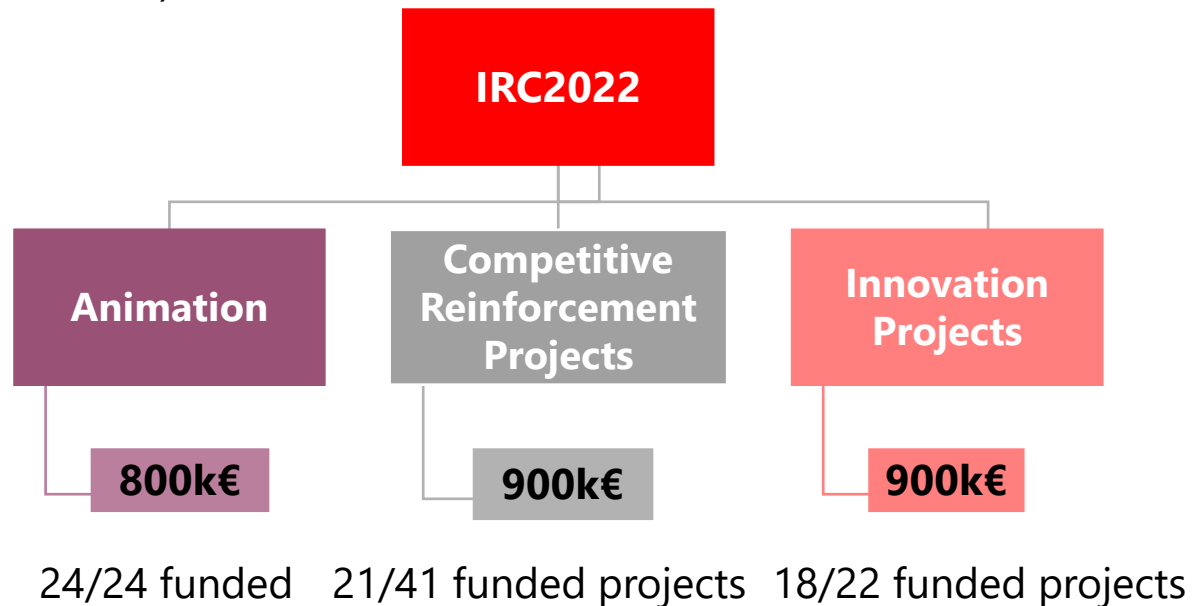 IRC2022
Animation
Competitive
Reinforcement
Projects
Innovation
Projects
800k€
900k€
900k€
24/24 funded
21/41 funded projects
18/22 funded projects